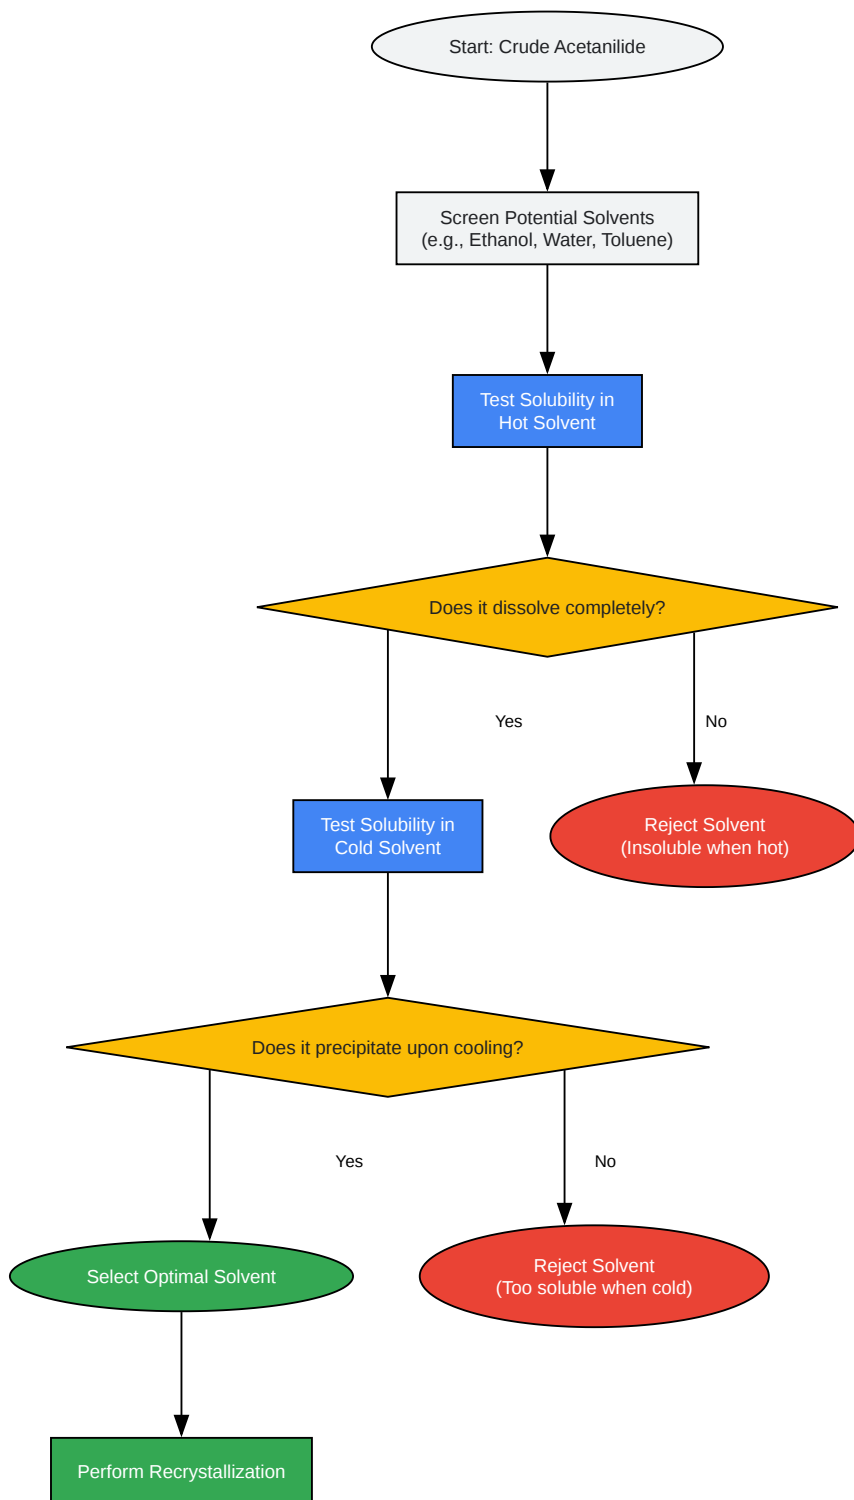 Start: Crude Acetanilide
Screen Potential Solvents
(e.g., Ethanol, Water, Toluene)
Test Solubility in
Hot Solvent
Does it dissolve completely?
Yes
No
Test Solubility in
Cold Solvent
Reject Solvent
(Insoluble when hot)
Does it precipitate upon cooling?
Yes
No
Select Optimal Solvent
Reject Solvent
(Too soluble when cold)
Perform Recrystallization